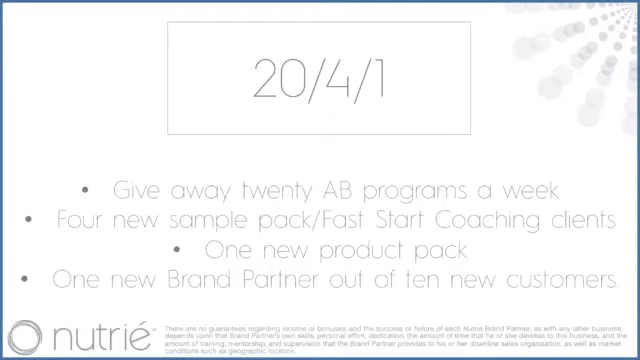 20/4/1
• Give away twenty AB programs a week
• Four new sample pack/Fast Start Coaching clients
• One new product pack
• One new Brand Partner out of ten new customers.
nutrié™
There are no guarantees regarding income or bonuses, and the success or failure of each Nutrié Brand Partner, as with any other business,
depends upon that Brand Partner's own skills, personal effort, dedication, the amount of time that he or she devotes to this business, and the
amount of training, mentorship, and supervision that the Brand Partner provides to his or her downline sales organization, as well as market
conditions such as geographic location.